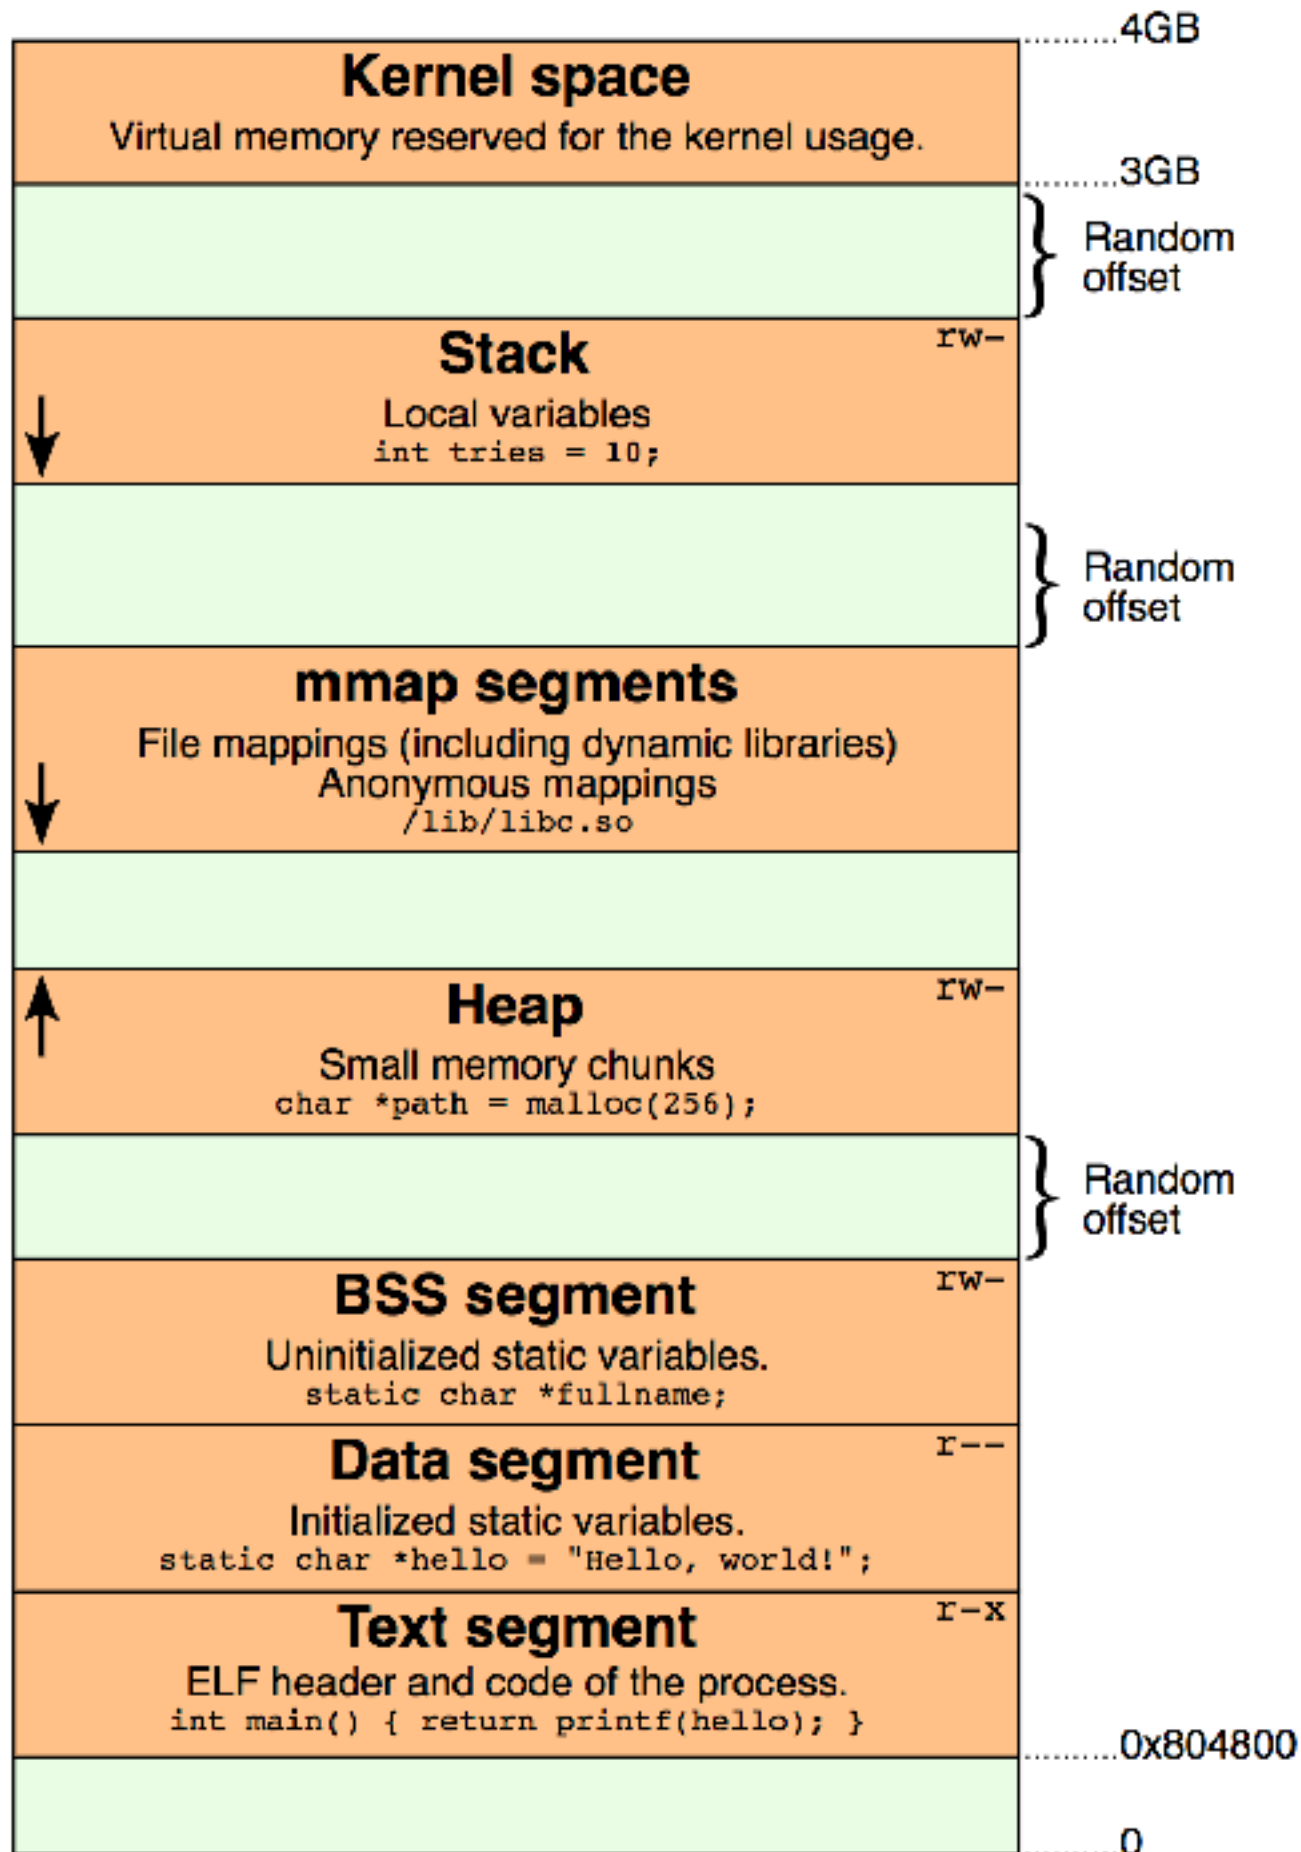 4GB
Kernel space
Virtual memory reserved for the kernel usage.
3GB
Random
offset
rw-
Stack
Local variables
int tries = 10;
Random
offset
mmap segments
File mappings (including dynamic libraries)
Anonymous mappings
/lib/libc.so
rw-
Heap
Small memory chunks
char *path = malloc(256);
Random
offset
rw-
BSS segment
Uninitialized static variables.
static char *fullname;
r--
Data segment
Initialized static variables.
static char *hello = "Hello, world!";
r-x
Text segment
ELF header and code of the process.
int main() { return printf(hello); }
0x804800
0